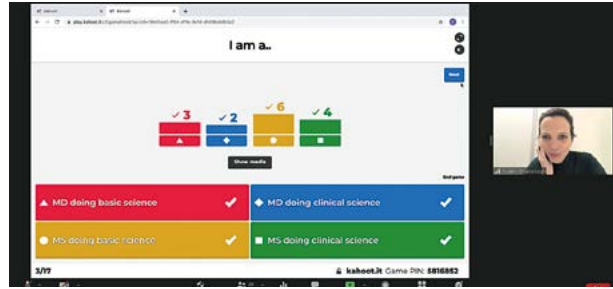 I am a..
Next
3
2
6
4
Show media
End game
MD doing basic science
MD doing clinical science
MS doing basic science
MS doing clinical science
3/17
kahoot.it Game PIN: 5816852